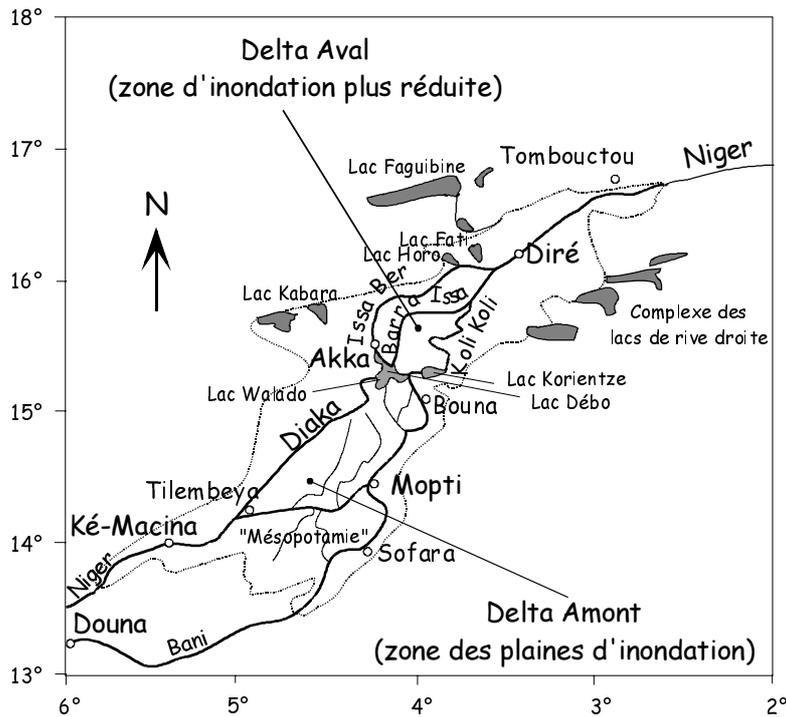 18°
Delta Aval
(zone d'inondation plus réduite)
17°
Tombouctou
Niger
Lac Faguibine
N
Lac Fati
Lac Horo
Diré
16°
Issa Ber
Barra Issa
Lac Kabara
Koli Koli
Complexe des
lacs de rive droite
Akka
Lac Korientze
Lac Walado
Lac Débo
15°
Bouna
Diaka
Mopti
Tilembeya
Ké-Macina
"Mésopotamie"
14°
Sofara
Niger
Delta Amont
Douna
(zone des plaines d'inondation)
Bani
13°
6°
5°
4°
3°
2°